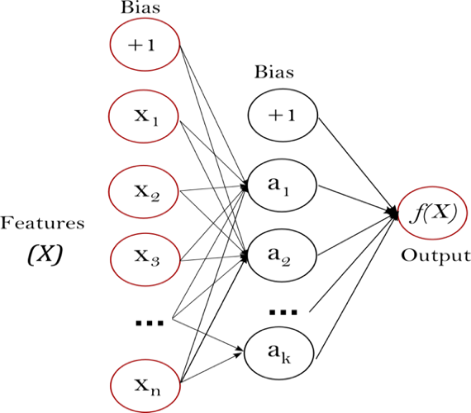 Bias
+1
x1
x2
x3
...
xn
Features
(X)
Bias
+1
a1
a2
...
ak
f(X)
Output